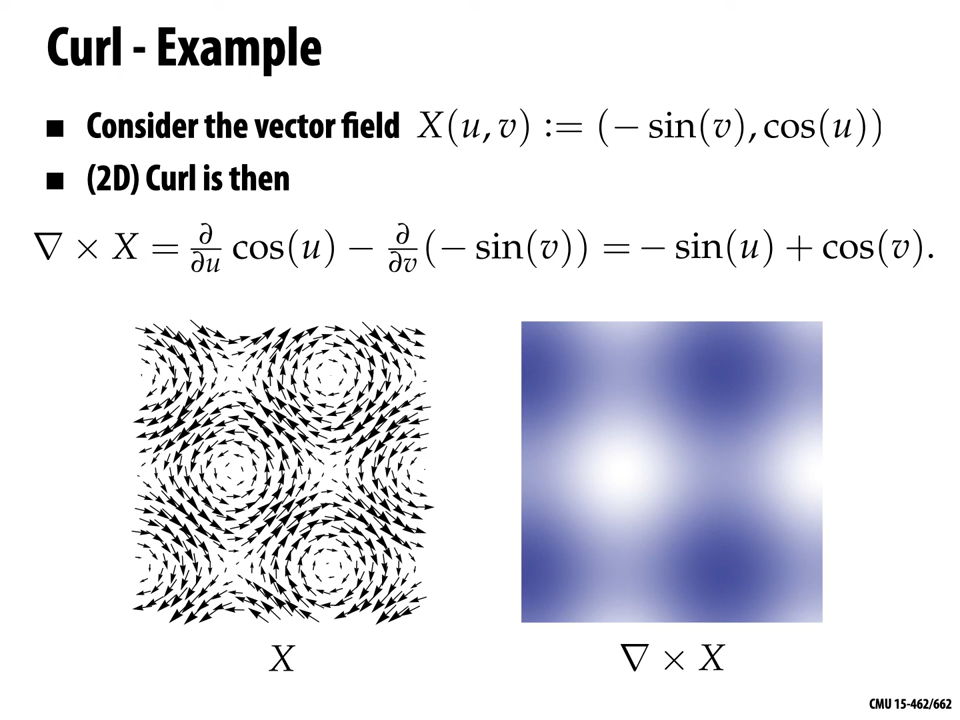 Curl - Example
■ Consider the vector field X(u, v) := (− sin(v), cos(u))
■ (2D) Curl is then
∇ × X = ∂/∂u cos(u) − ∂/∂v (− sin(v)) = − sin(u) + cos(v).
X
∇ × X
CMU 15-462/662